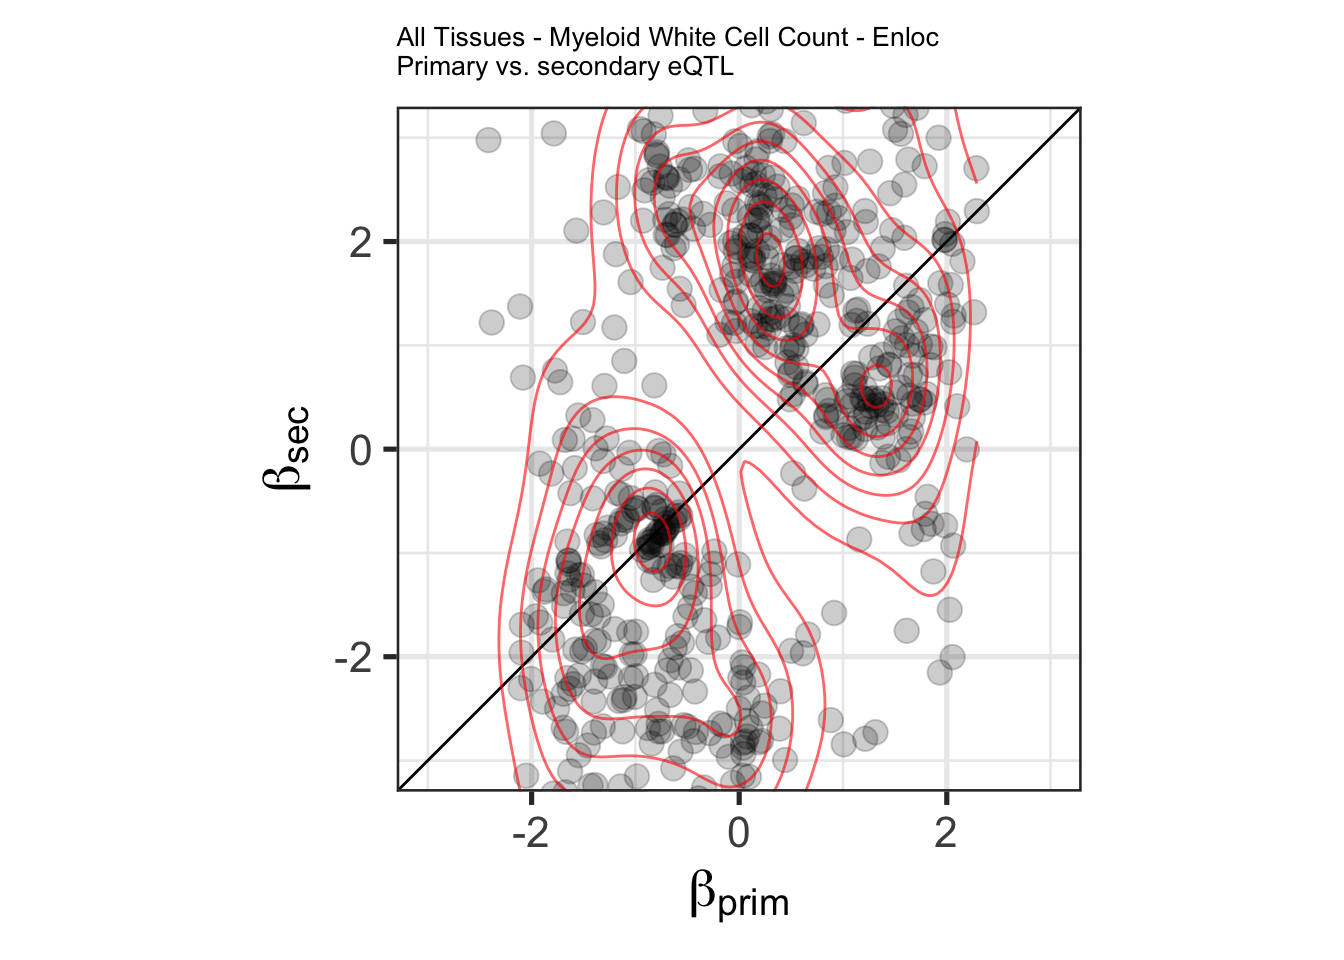 All Tissues - Myeloid White Cell Count - Enloc
Primary vs. secondary eQTL
2
0
-2
βsec
-2 0 2
βprim